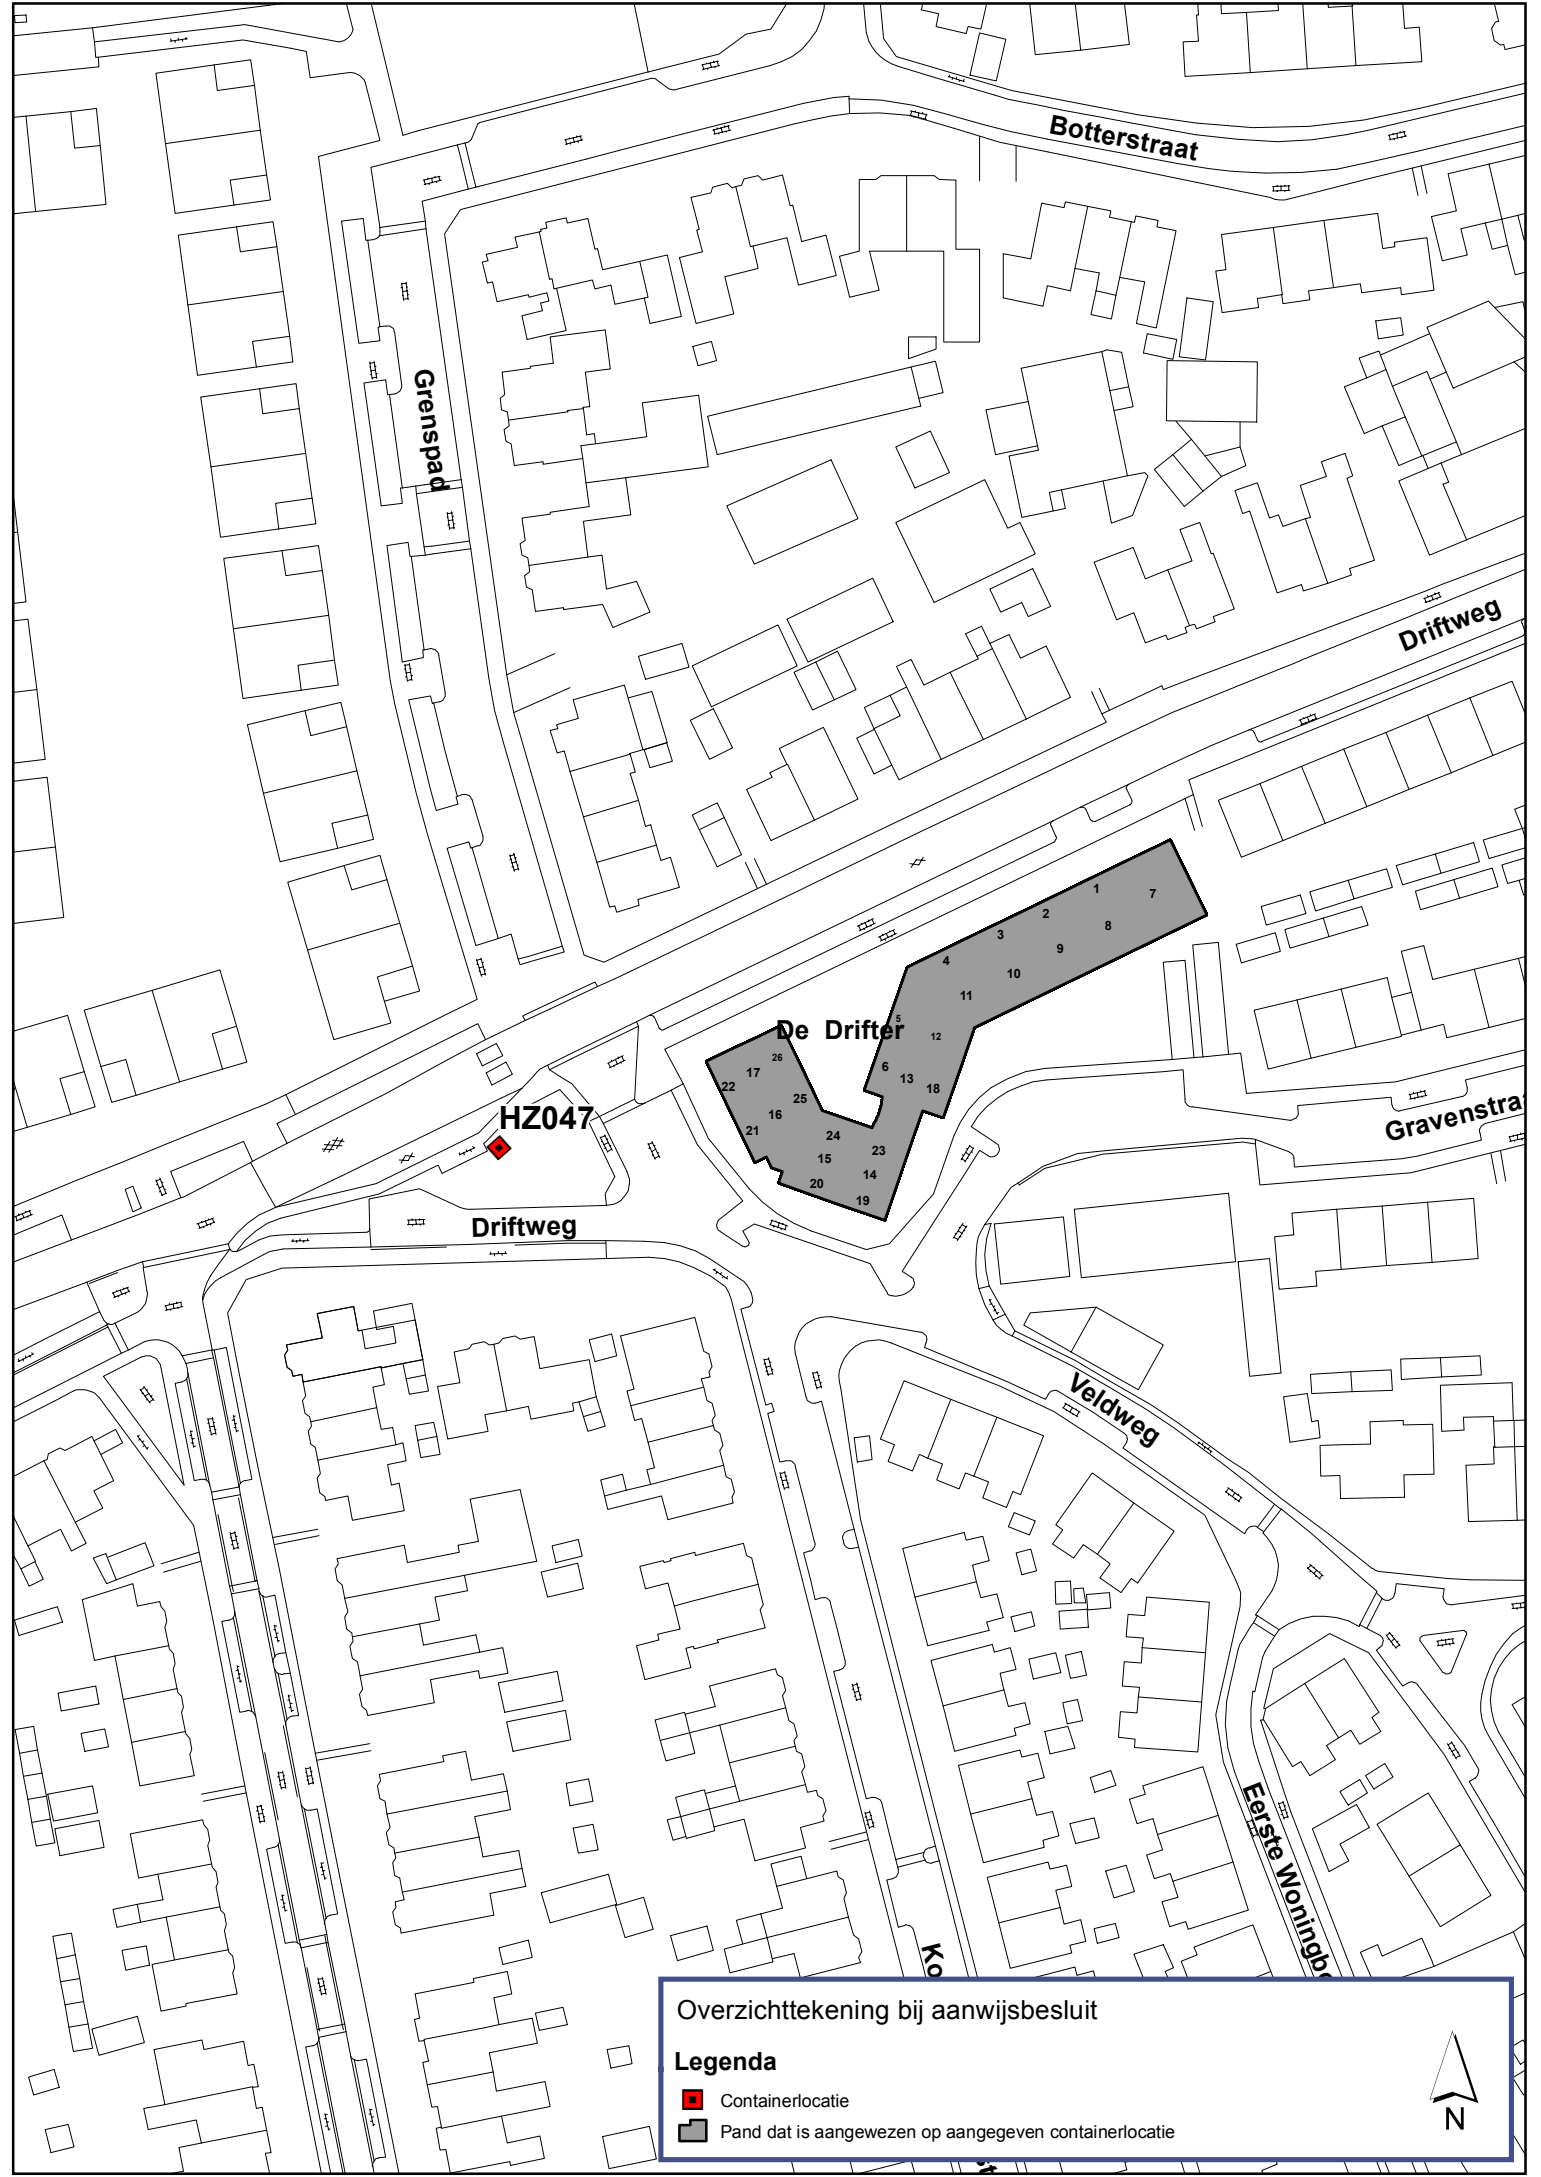 Botterstraat
Grenspad
Driftweg
1
7
2
8
3
9
4
10
11
5
De Drifter
12
26
17
6
22
13
18
25
HZ047
16
Gravenstra
21
24
23
15
14
20
19
Driftweg
Veldweg
Eerste Woningbo
Ko
Overzichttekening bij aanwijsbesluit
Legenda
Containerlocatie
Pand dat is aangewezen op aangegeven containerlocatie
N